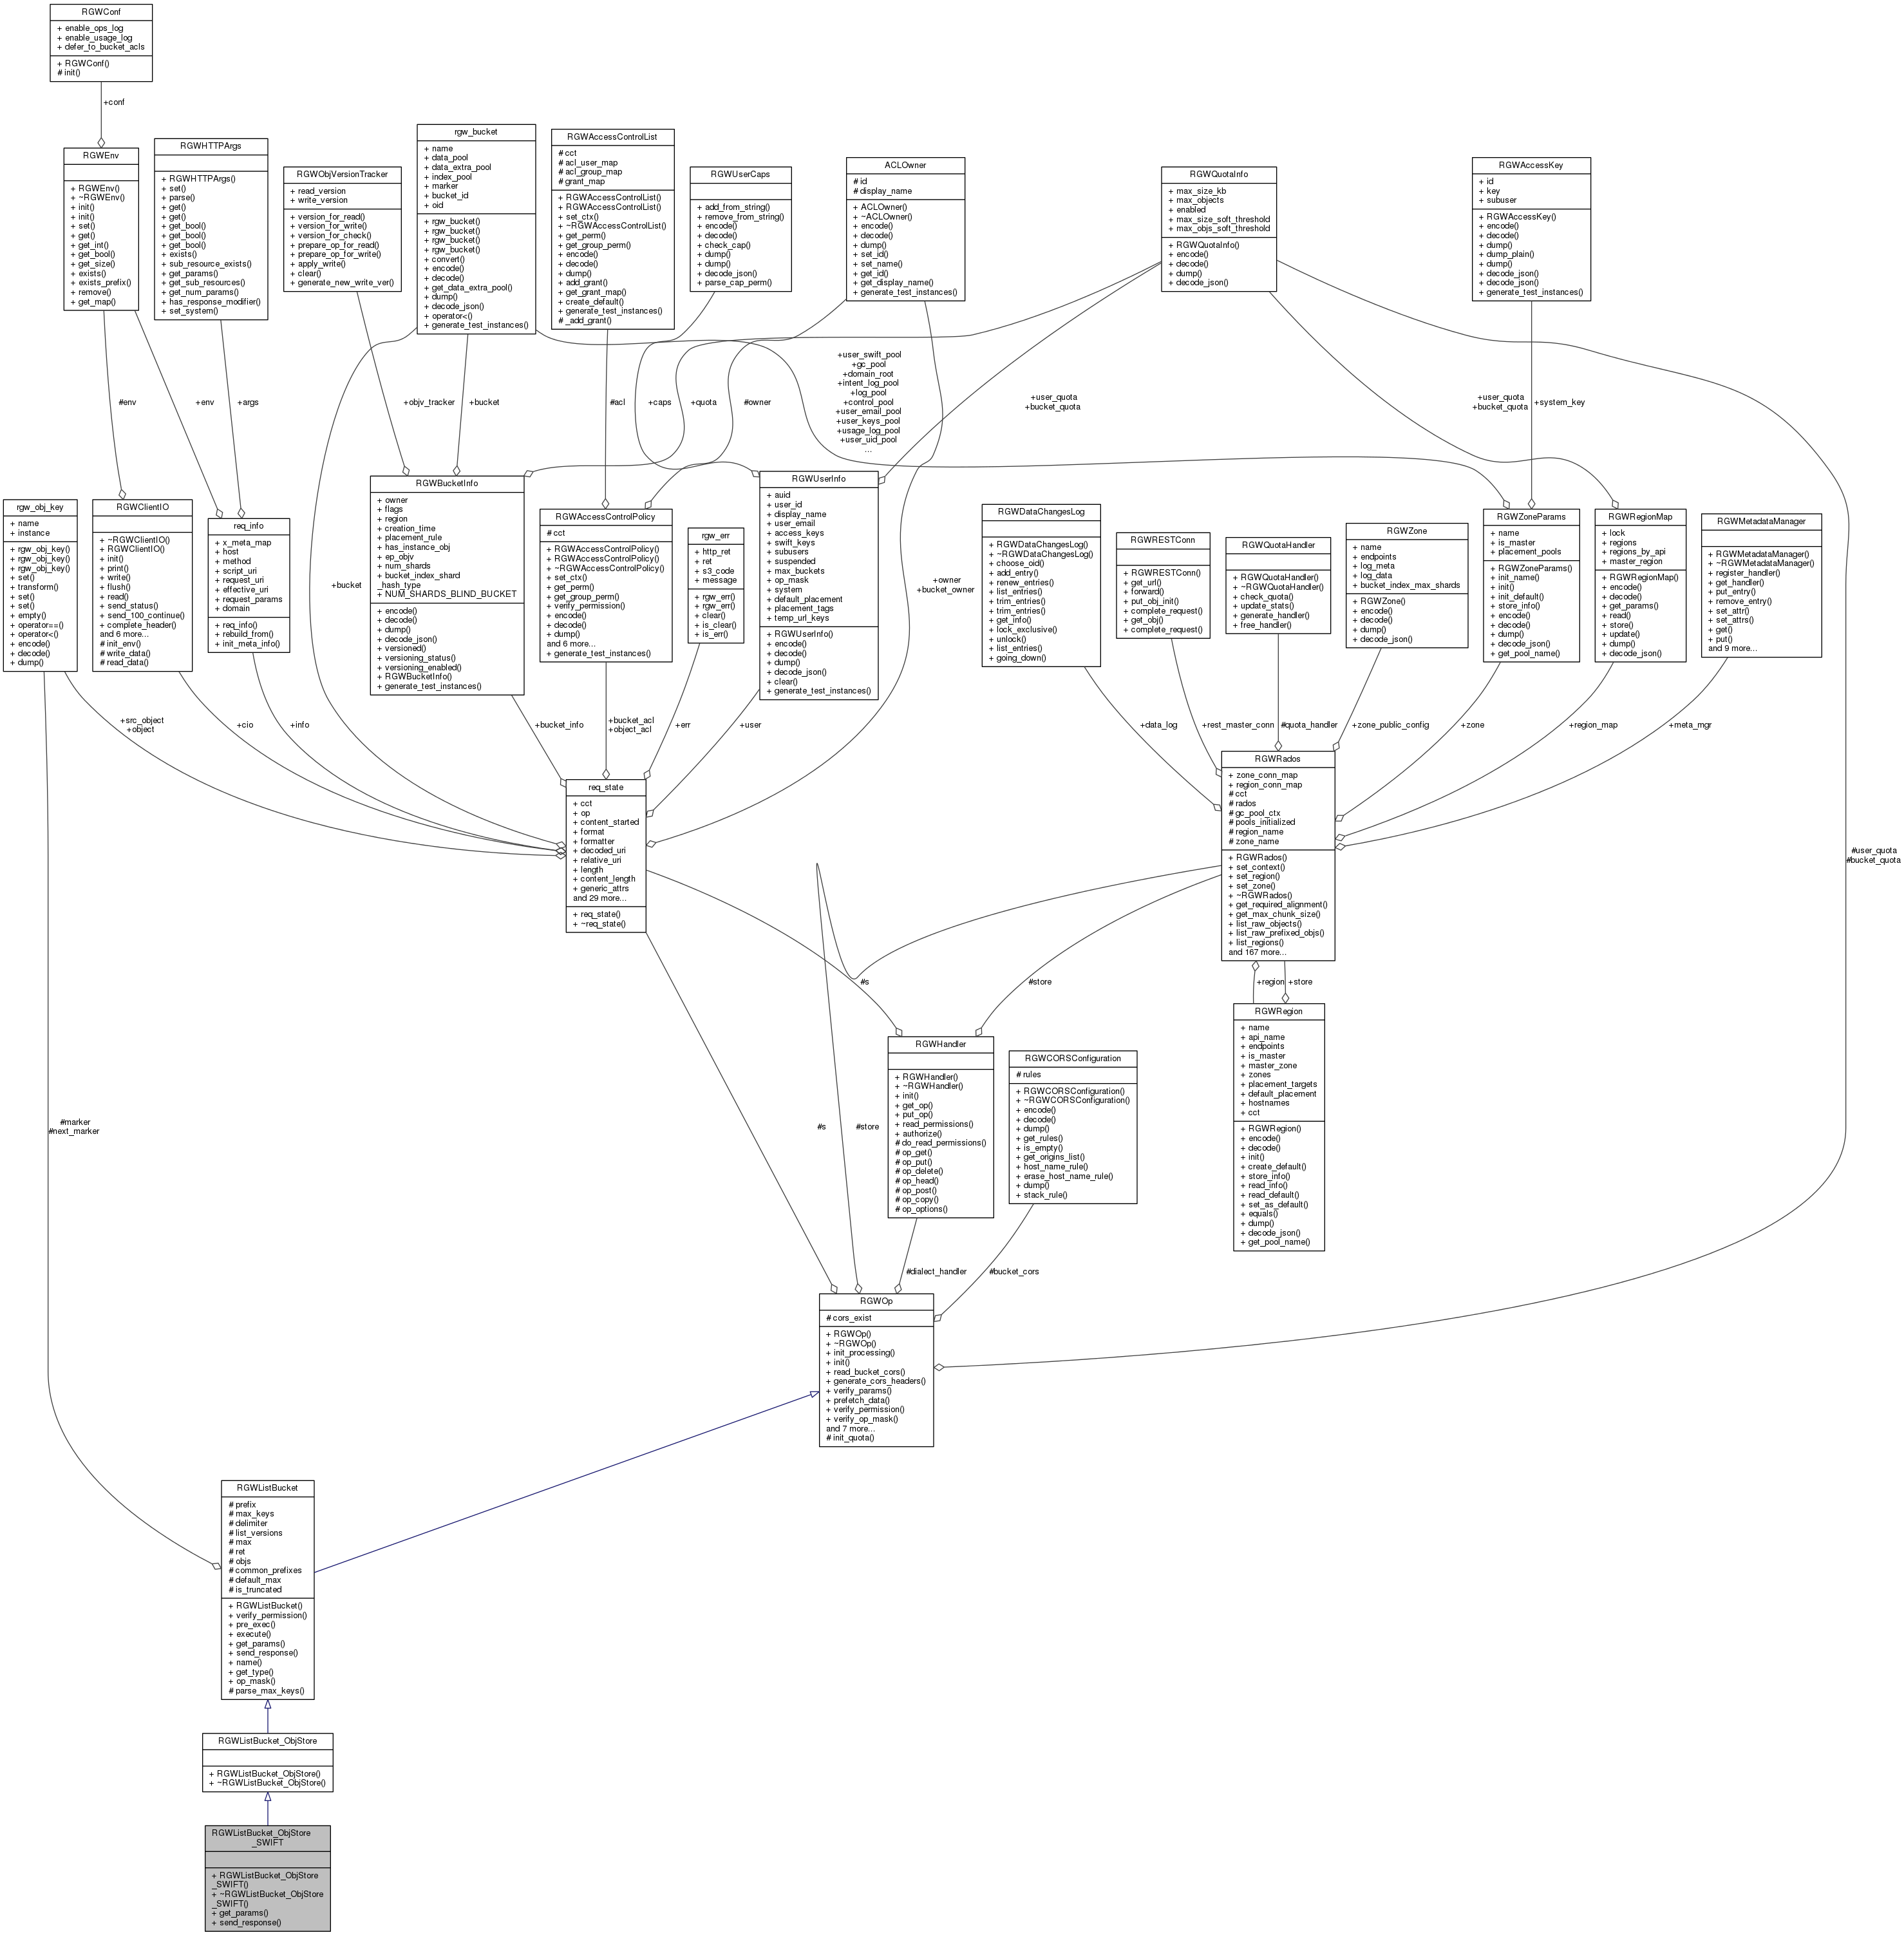 RGWConf
+ enable_ops_log
+ enable_usage_log
+ defer_to_bucket_acls
+ RGWConf()
# init()
+conf
RGWEnv
+ RGWEnv()
+ ~RGWEnv()
+ init()
+ init()
+ set()
+ get()
+ get_int()
+ get_bool()
+ get_size()
+ exists()
+ exists_prefix()
+ remove()
+ get_map()
RGWHTTPArgs
+ RGWHTTPArgs()
+ set()
+ parse()
+ get()
+ get()
+ get_bool()
+ get_bool()
+ get_bool()
+ exists()
+ sub_resource_exists()
+ get_params()
+ get_sub_resources()
+ get_num_params()
+ has_response_modifier()
+ set_system()
RGWObjVersionTracker
+ read_version
+ write_version
+ version_for_read()
+ version_for_write()
+ version_for_check()
+ prepare_op_for_read()
+ prepare_op_for_write()
+ apply_write()
+ clear()
+ generate_new_write_ver()
rgw_bucket
+ name
+ data_pool
+ data_extra_pool
+ index_pool
+ marker
+ bucket_id
+ oid
+ rgw_bucket()
+ rgw_bucket()
+ rgw_bucket()
+ rgw_bucket()
+ convert()
+ encode()
+ decode()
+ get_data_extra_pool()
+ dump()
+ decode_json()
+ operator<()
+ generate_test_instances()
RGWAccessControlList
# cct
# acl_user_map
# acl_group_map
# grant_map
+ RGWAccessControlList()
+ RGWAccessControlList()
+ set_ctx()
+ ~RGWAccessControlList()
+ get_perm()
+ get_group_perm()
+ encode()
+ decode()
+ dump()
+ add_grant()
+ get_grant_map()
+ create_default()
+ generate_test_instances()
# _add_grant()
RGWUserCaps
+ add_from_string()
+ remove_from_string()
+ encode()
+ decode()
+ check_cap()
+ dump()
+ dump()
+ decode_json()
+ parse_cap_perm()
ACLOwner
# id
# display_name
+ ACLOwner()
+ ~ACLOwner()
+ encode()
+ decode()
+ dump()
+ set_id()
+ set_name()
+ get_id()
+ get_display_name()
+ generate_test_instances()
RGWQuotaInfo
+ max_size_kb
+ max_objects
+ enabled
+ max_size_soft_threshold
+ max_objs_soft_threshold
+ RGWQuotaInfo()
+ encode()
+ decode()
+ dump()
+ decode_json()
RGWAccessKey
+ id
+ key
+ subuser
+ RGWAccessKey()
+ encode()
+ decode()
+ dump()
+ dump_plain()
+ dump()
+ decode_json()
+ decode_json()
+ generate_test_instances()
#env
+env
+args
+objv_tracker
+bucket
#acl
+caps
+quota
#owner
+user_swift_pool
+gc_pool
+domain_root
+intent_log_pool
+log_pool
+control_pool
+user_email_pool
+user_keys_pool
+usage_log_pool
+user_uid_pool
...
+user_quota
+bucket_quota
+user_quota
+bucket_quota
+system_key
rgw_obj_key
+ name
+ instance
+ rgw_obj_key()
+ rgw_obj_key()
+ rgw_obj_key()
+ set()
+ transform()
+ set()
+ set()
+ empty()
+ operator==()
+ operator<()
+ encode()
+ decode()
+ dump()
RGWClientIO
+ ~RGWClientIO()
+ RGWClientIO()
+ init()
+ print()
+ write()
+ flush()
+ read()
+ send_status()
+ send_100_continue()
+ complete_header()
and 6 more...
# init_env()
# write_data()
# read_data()
req_info
+ x_meta_map
+ host
+ method
+ script_uri
+ request_uri
+ effective_uri
+ request_params
+ domain
+ req_info()
+ rebuild_from()
+ init_meta_info()
RGWBucketInfo
+ owner
+ flags
+ region
+ creation_time
+ placement_rule
+ has_instance_obj
+ ep_objv
+ num_shards
+ bucket_index_shard
_hash_type
+ NUM_SHARDS_BLIND_BUCKET
+ encode()
+ decode()
+ dump()
+ decode_json()
+ versioned()
+ versioning_status()
+ versioning_enabled()
+ RGWBucketInfo()
+ generate_test_instances()
RGWAccessControlPolicy
# cct
+ RGWAccessControlPolicy()
+ RGWAccessControlPolicy()
+ ~RGWAccessControlPolicy()
+ set_ctx()
+ get_perm()
+ get_group_perm()
+ verify_permission()
+ encode()
+ decode()
+ dump()
and 6 more...
+ generate_test_instances()
rgw_err
+ http_ret
+ ret
+ s3_code
+ message
+ rgw_err()
+ rgw_err()
+ clear()
+ is_clear()
+ is_err()
RGWUserInfo
+ auid
+ user_id
+ display_name
+ user_email
+ access_keys
+ swift_keys
+ subusers
+ suspended
+ max_buckets
+ op_mask
+ system
+ default_placement
+ placement_tags
+ temp_url_keys
+ RGWUserInfo()
+ encode()
+ decode()
+ dump()
+ decode_json()
+ clear()
+ generate_test_instances()
RGWDataChangesLog
+ RGWDataChangesLog()
+ ~RGWDataChangesLog()
+ choose_oid()
+ add_entry()
+ renew_entries()
+ list_entries()
+ trim_entries()
+ trim_entries()
+ get_info()
+ lock_exclusive()
+ unlock()
+ list_entries()
+ going_down()
RGWRESTConn
+ RGWRESTConn()
+ get_url()
+ forward()
+ put_obj_init()
+ complete_request()
+ get_obj()
+ complete_request()
RGWQuotaHandler
+ RGWQuotaHandler()
+ ~RGWQuotaHandler()
+ check_quota()
+ update_stats()
+ generate_handler()
+ free_handler()
RGWZone
+ name
+ endpoints
+ log_meta
+ log_data
+ bucket_index_max_shards
+ RGWZone()
+ encode()
+ decode()
+ dump()
+ decode_json()
RGWZoneParams
+ name
+ is_master
+ placement_pools
+ RGWZoneParams()
+ init_name()
+ init()
+ init_default()
+ store_info()
+ encode()
+ decode()
+ dump()
+ decode_json()
+ get_pool_name()
RGWRegionMap
+ lock
+ regions
+ regions_by_api
+ master_region
+ RGWRegionMap()
+ encode()
+ decode()
+ get_params()
+ read()
+ store()
+ update()
+ dump()
+ decode_json()
RGWMetadataManager
+ RGWMetadataManager()
+ ~RGWMetadataManager()
+ register_handler()
+ get_handler()
+ put_entry()
+ remove_entry()
+ set_attr()
+ set_attrs()
+ get()
+ put()
and 9 more...
+bucket
+owner
+bucket_owner
+src_object
+object
+cio
+info
+bucket_info
+bucket_acl
+object_acl
+err
+user
+data_log
+rest_master_conn
#quota_handler
+zone_public_config
+zone
+region_map
+meta_mgr
req_state
+ cct
+ op
+ content_started
+ format
+ formatter
+ decoded_uri
+ relative_uri
+ length
+ content_length
+ generic_attrs
and 29 more...
+ req_state()
+ ~req_state()
RGWRados
+ zone_conn_map
+ region_conn_map
# cct
# rados
# gc_pool_ctx
# pools_initialized
# region_name
# zone_name
+ RGWRados()
+ set_context()
+ set_region()
+ set_zone()
+ ~RGWRados()
+ get_required_alignment()
+ get_max_chunk_size()
+ list_raw_objects()
+ list_raw_prefixed_objs()
+ list_regions()
and 167 more...
#user_quota
#bucket_quota
#s
#store
+region
+store
RGWRegion
+ name
+ api_name
+ endpoints
+ is_master
+ master_zone
+ zones
+ placement_targets
+ default_placement
+ hostnames
+ cct
+ RGWRegion()
+ encode()
+ decode()
+ init()
+ create_default()
+ store_info()
+ read_info()
+ read_default()
+ set_as_default()
+ equals()
+ dump()
+ decode_json()
+ get_pool_name()
RGWHandler
+ RGWHandler()
+ ~RGWHandler()
+ init()
+ get_op()
+ put_op()
+ read_permissions()
+ authorize()
# do_read_permissions()
# op_get()
# op_put()
# op_delete()
# op_head()
# op_post()
# op_copy()
# op_options()
RGWCORSConfiguration
# rules
+ RGWCORSConfiguration()
+ ~RGWCORSConfiguration()
+ encode()
+ decode()
+ dump()
+ get_rules()
+ is_empty()
+ get_origins_list()
+ host_name_rule()
+ erase_host_name_rule()
+ dump()
+ stack_rule()
#marker
#next_marker
#s
#store
#dialect_handler
#bucket_cors
RGWOp
# cors_exist
+ RGWOp()
+ ~RGWOp()
+ init_processing()
+ init()
+ read_bucket_cors()
+ generate_cors_headers()
+ verify_params()
+ prefetch_data()
+ verify_permission()
+ verify_op_mask()
and 7 more...
# init_quota()
RGWListBucket
# prefix
# max_keys
# delimiter
# list_versions
# max
# ret
# objs
# common_prefixes
# default_max
# is_truncated
+ RGWListBucket()
+ verify_permission()
+ pre_exec()
+ execute()
+ get_params()
+ send_response()
+ name()
+ get_type()
+ op_mask()
# parse_max_keys()
RGWListBucket_ObjStore
+ RGWListBucket_ObjStore()
+ ~RGWListBucket_ObjStore()
RGWListBucket_ObjStore
_SWIFT
+ RGWListBucket_ObjStore
_SWIFT()
+ ~RGWListBucket_ObjStore
_SWIFT()
+ get_params()
+ send_response()